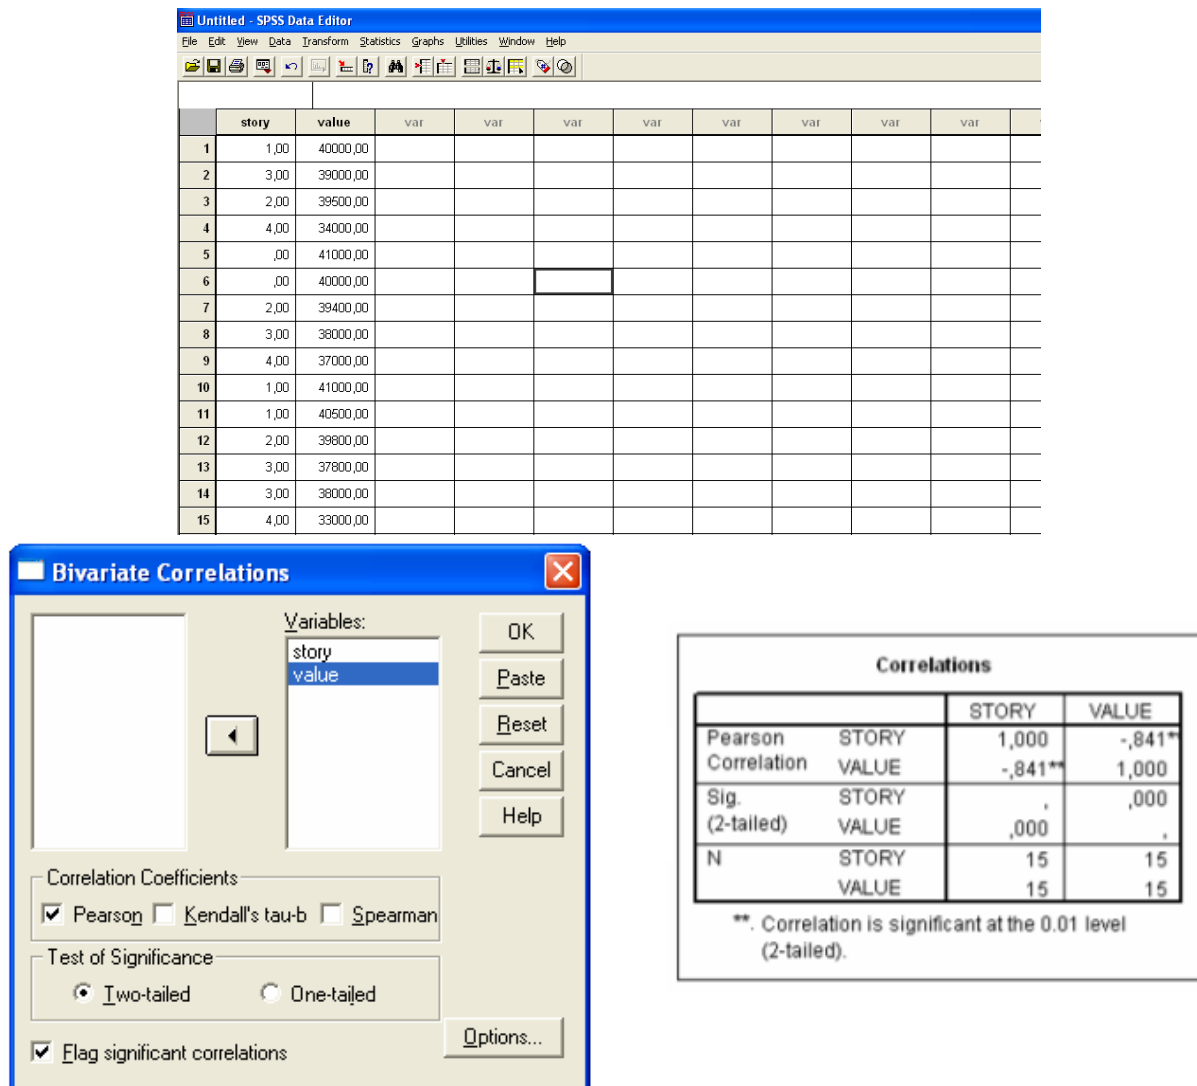 Untitled - SPSS Data Editor
File Edit View Data Transform Statistics Graphs Utilities Window Help
story value var var var var var var var var
1 1,00 40000,00
2 3,00 39000,00
3 2,00 39500,00
4 4,00 34000,00
5 ,00 41000,00
6 ,00 40000,00
7 2,00 39400,00
8 3,00 38000,00
9 4,00 37000,00
10 1,00 41000,00
11 1,00 40500,00
12 2,00 39800,00
13 3,00 37800,00
14 3,00 38000,00
15 4,00 33000,00
Bivariate Correlations
Variables:
story
value
OK
Paste
Reset
Cancel
Help
Correlation Coefficients
Pearson Kendall's tau-b Spearman
Test of Significance
Two-tailed One-tailed
Flag significant correlations
Options...
Correlations
STORY VALUE
Pearson STORY 1,000 -,841**
Correlation VALUE -,841** 1,000
Sig. STORY , ,000
(2-tailed) VALUE ,000 ,
N STORY 15 15
VALUE 15 15
**. Correlation is significant at the 0.01 level
(2-tailed).